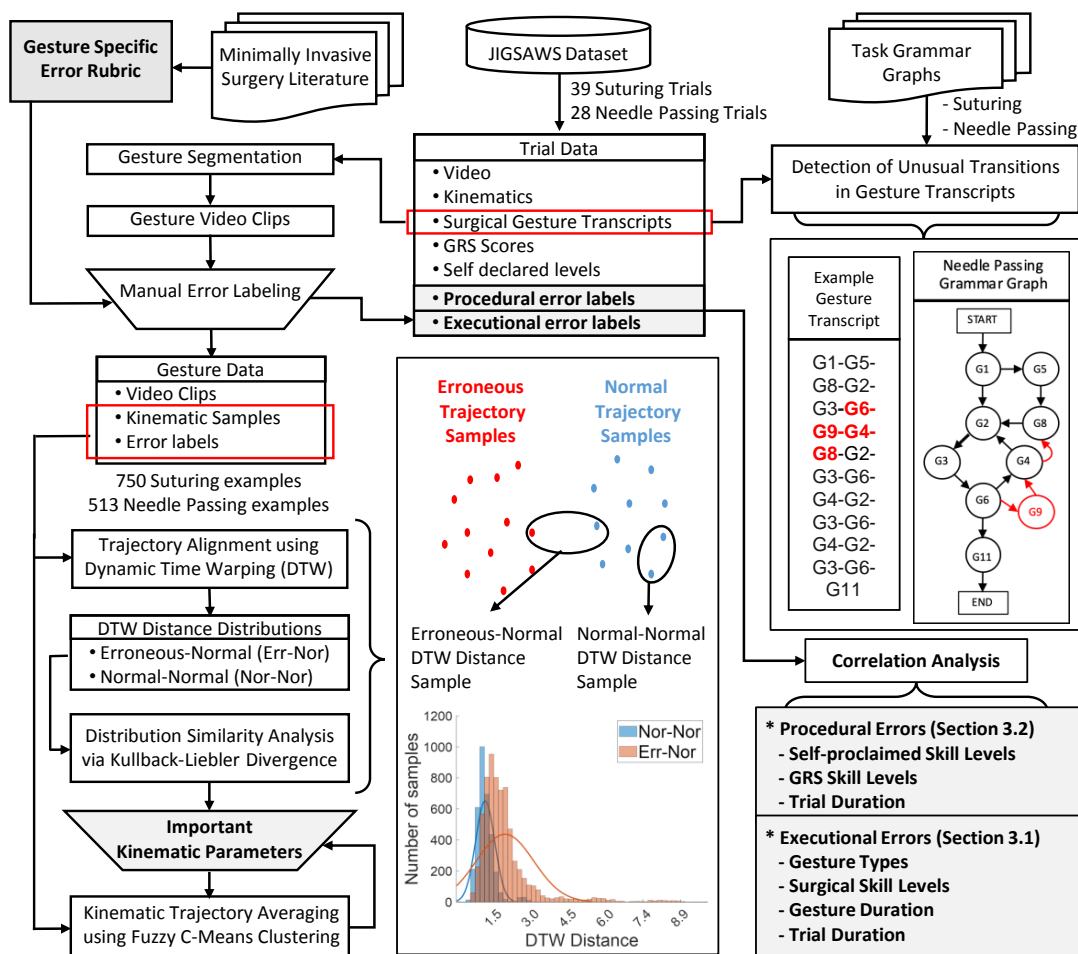 Gesture Specific
Error Rubric
Minimally Invasive
Surgery Literature
JIGSAWS Dataset
39 Suturing Trials
28 Needle Passing Trials
Task Grammar
Graphs
- Suturing
- Needle Passing
Gesture Segmentation
Gesture Video Clips
Manual Error Labeling
Trial Data
• Video
• Kinematics
• Surgical Gesture Transcripts
• GRS Scores
• Self declared levels
• Procedural error labels
• Executional error labels
Detection of Unusual Transitions
in Gesture Transcripts
Example
Gesture
Transcript
G1-G5-
G8-G2-
G3-G6-
G9-G4-
G8-G2-
G3-G6-
G4-G2-
G3-G6-
G4-G2-
G3-G6-
G11
Needle Passing
Grammar Graph
START
G1
G5
G2
G8
G3
G4
G6
G9
G11
END
Gesture Data
• Video Clips
• Kinematic Samples
• Error labels
750 Suturing examples
513 Needle Passing examples
Trajectory Alignment using
Dynamic Time Warping (DTW)
DTW Distance Distributions
• Erroneous-Normal (Err-Nor)
• Normal-Normal (Nor-Nor)
Distribution Similarity Analysis
via Kullback-Liebler Divergence
Important
Kinematic Parameters
Kinematic Trajectory Averaging
using Fuzzy C-Means Clustering
Erroneous
Trajectory
Samples
Normal
Trajectory
Samples
Erroneous-Normal
DTW Distance
Sample
Normal-Normal
DTW Distance
Sample
Number of samples
1200
1000
800
600
400
200
0
Nor-Nor
Err-Nor
1.5
3.0
4.5
6.0
7.4
8.9
DTW Distance
Correlation Analysis
* Procedural Errors (Section 3.2)
- Self-proclaimed Skill Levels
- GRS Skill Levels
- Trial Duration
* Executional Errors (Section 3.1)
- Gesture Types
- Surgical Skill Levels
- Gesture Duration
- Trial Duration